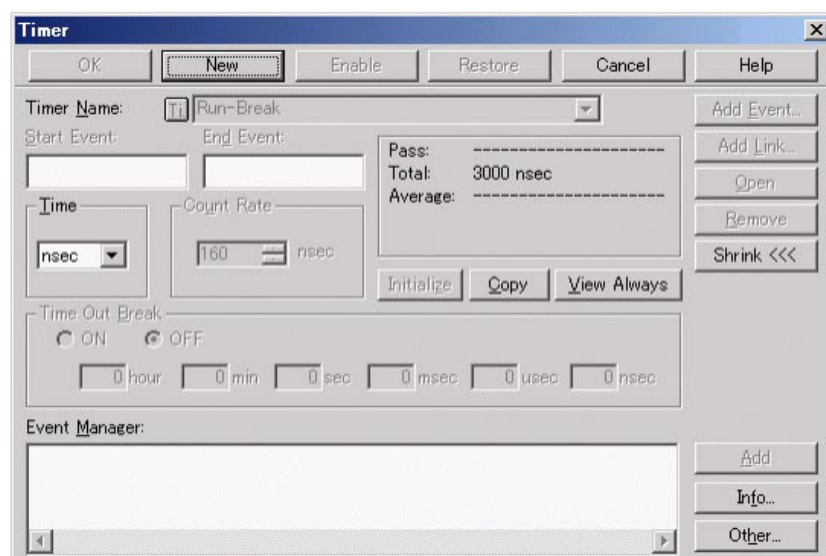 Timer
OK New Enable Restore Cancel Help
Timer Name: Ti Run-Break Add Event...
Start Event: End Event:
Pass: ----------------------
Total: 3000 nsec
Average: ----------------------
Add Link...
Open
Remove
Shrink <<<
Time
nsec
Count Rate
160 nsec
Initialize Copy View Always
Time Out Break
ON OFF
0 hour 0 min 0 sec 0 msec 0 usec 0 nsec
Event Manager:
Add
Info...
Other...